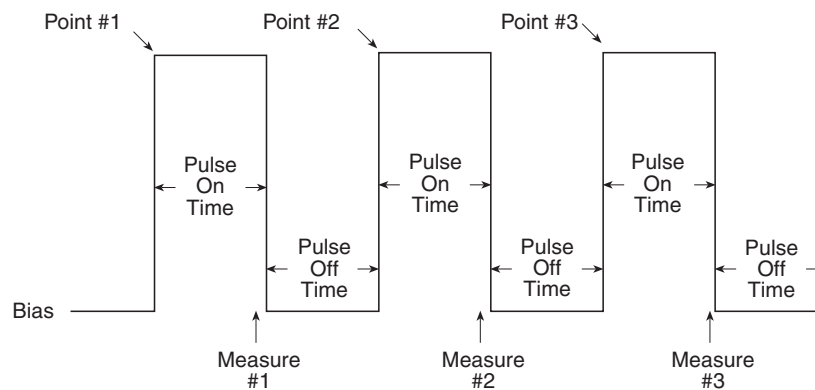 Point #1
Point #2
Point #3
Pulse
On
Time
Pulse
On
Time
Pulse
On
Time
Pulse
Off
Time
Pulse
Off
Time
Pulse
Off
Time
Bias
Measure
#1
Measure
#2
Measure
#3